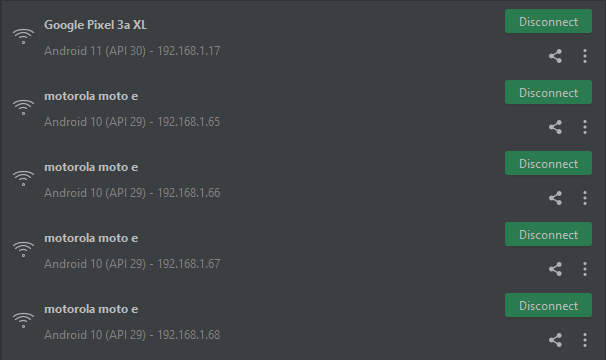 Google Pixel 3a XL
Disconnect
Android 11 (API 30) - 192.168.1.17
motorola moto e
Disconnect
Android 10 (API 29) - 192.168.1.65
motorola moto e
Disconnect
Android 10 (API 29) - 192.168.1.66
motorola moto e
Disconnect
Android 10 (API 29) - 192.168.1.67
motorola moto e
Disconnect
Android 10 (API 29) - 192.168.1.68